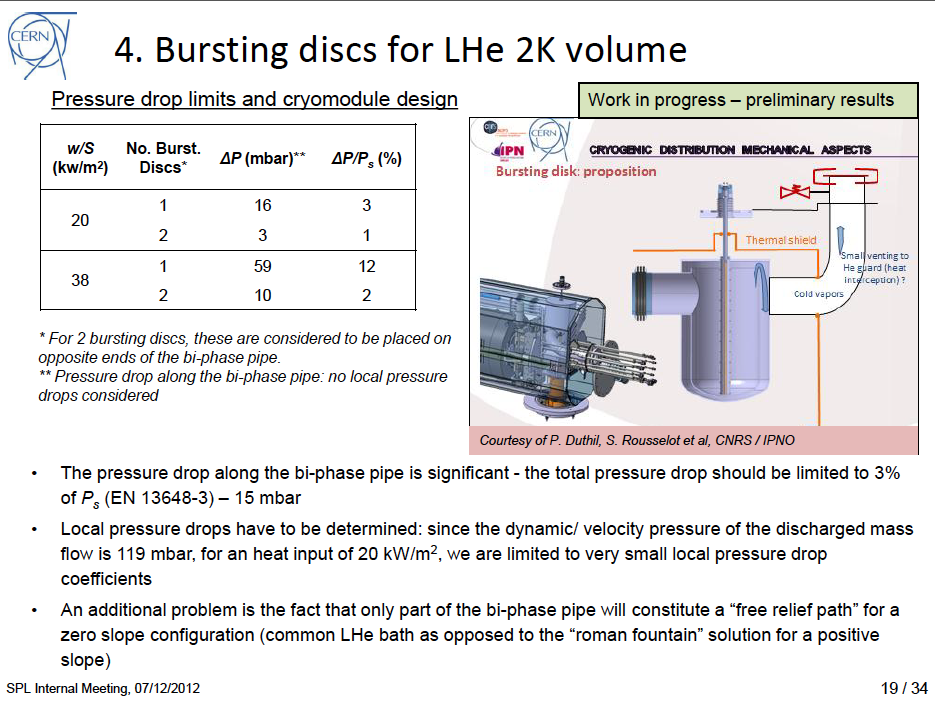 CERN
4. Bursting discs for LHe 2K volume
Pressure drop limits and cryomodule design
Work in progress – preliminary results
w/S (kw/m²) No. Burst. Discs* ΔP (mbar)** ΔP/Ps (%)
20 1 16 3
2 3 1
38 1 59 12
2 10 2
* For 2 bursting discs, these are considered to be placed on
opposite ends of the bi-phase pipe.
** Pressure drop along the bi-phase pipe: no local pressure
drops considered
CERN
IPN
CRYOGENIC DISTRIBUTION MECHANICAL ASPECTS
Bursting disk: proposition
Thermal shield
Small venting to
He guard (heat
interception) ?
Cold vapors
Courtesy of P. Duthil, S. Rousselot et al, CNRS / IPNO
• The pressure drop along the bi-phase pipe is significant - the total pressure drop should be limited to 3%
of Ps (EN 13648-3) – 15 mbar
• Local pressure drops have to be determined: since the dynamic/ velocity pressure of the discharged mass
flow is 119 mbar, for an heat input of 20 kW/m², we are limited to very small local pressure drop
coefficients
• An additional problem is the fact that only part of the bi-phase pipe will constitute a “free relief path” for a
zero slope configuration (common LHe bath as opposed to the “roman fountain” solution for a positive
slope)
SPL Internal Meeting, 07/12/2012
19 / 34